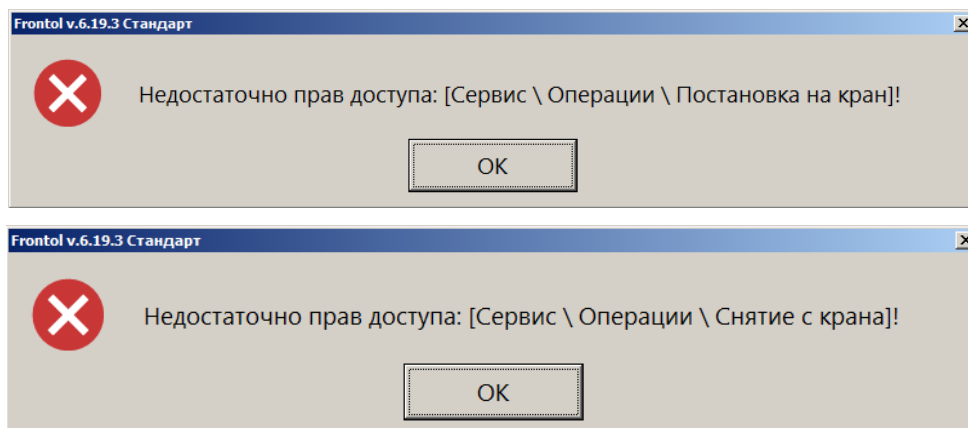 Frontol v.6.19.3 Стандарт
Недостаточно прав доступа: [Сервис \ Операции \ Постановка на кран]!
OK
Frontol v.6.19.3 Стандарт
Недостаточно прав доступа: [Сервис \ Операции \ Снятие с крана]!
OK